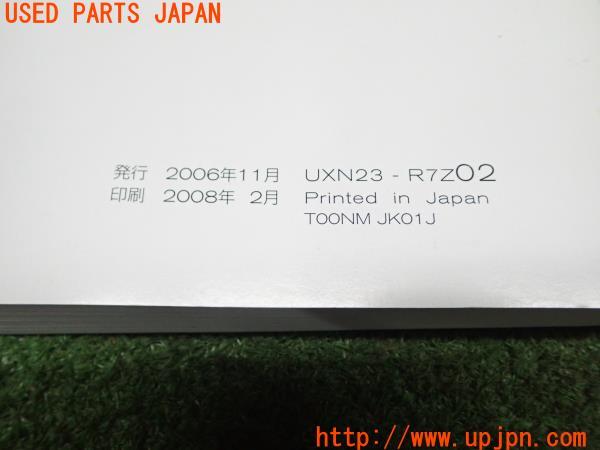 USED PARTS JAPAN
発行 2006年11月 UXN23 - R7Z02
印刷 2008年 2月 Printed in Japan
T00NM JK01J
http://www.upjpn.com